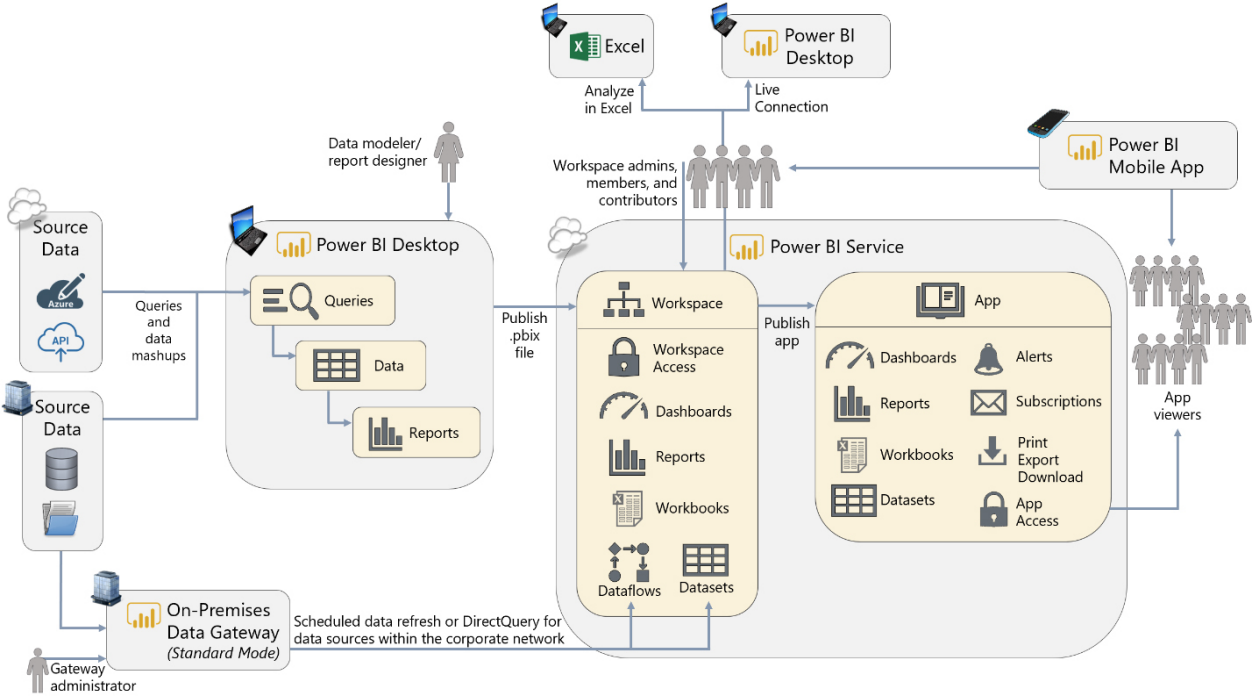 Excel
Power BI
Desktop
Analyze
in Excel
Live
Connection
Data modeler/
report designer
Workspace admins,
members, and
contributors
Power BI
Mobile App
Source
Data
Azure
API
Queries
and
data
mashups
Power BI Desktop
Queries
Data
Reports
Publish
.pbix
file
Power BI Service
Workspace
Workspace
Access
Dashboards
Reports
Workbooks
Dataflows
Datasets
Publish
app
App
Dashboards
Reports
Workbooks
Datasets
Alerts
Subscriptions
Print
Export
Download
App
Access
App
viewers
Source
Data
On-Premises
Data Gateway
(Standard Mode)
Scheduled data refresh or DirectQuery for
data sources within the corporate network
Gateway
administrator